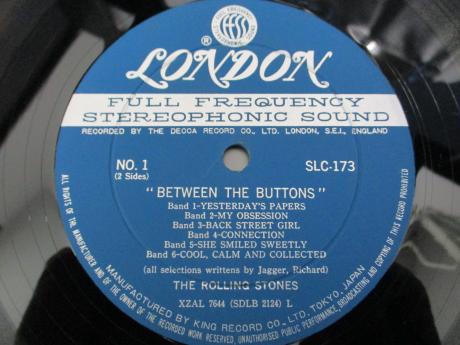 FULL FREQUENCY
LONDON
®
FULL FREQUENCY
STEREOPHONIC SOUND
RECORDED BY THE DECCA RECORD CO., LTD. LONDON, S.E.I., ENGLAND
NO. 1
(2 Sides)
SLC-173
"BETWEEN THE BUTTONS"
Band 1-YESTERDAY'S PAPERS
Band 2-MY OBSESSION
Band 3-BACK STREET GIRL
Band 4-CONNECTION
Band 5-SHE SMILED SWEETLY
Band 6-COOL, CALM AND COLLECTED
(all selections writtens by Jagger, Richard)
THE ROLLING STONES
XZAL 7644 (SDLB 2124) L
MANUFACTURED BY KING RECORD CO., LTD. TOKYO, JAPAN
ALL RIGHTS OF THE MANUFACTURER AND OF THE OWNER OF THE RECORDED WORK RESERVED. UNAUTHORISED PUBLIC PERFORMANCE, BROADCASTING AND COPYING OF THIS RECORD PROHIBITED